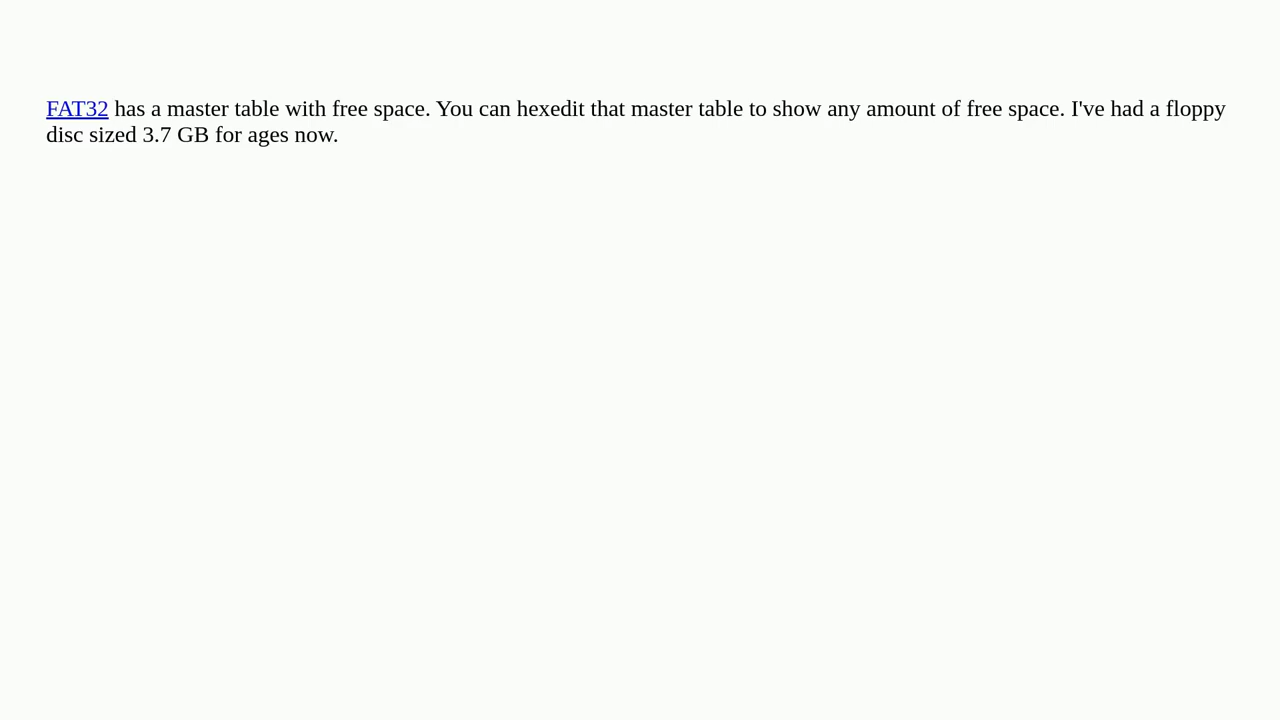 FAT32 has a master table with free space. You can hexedit that master table to show any amount of free space. I've had a floppy
disc sized 3.7 GB for ages now.